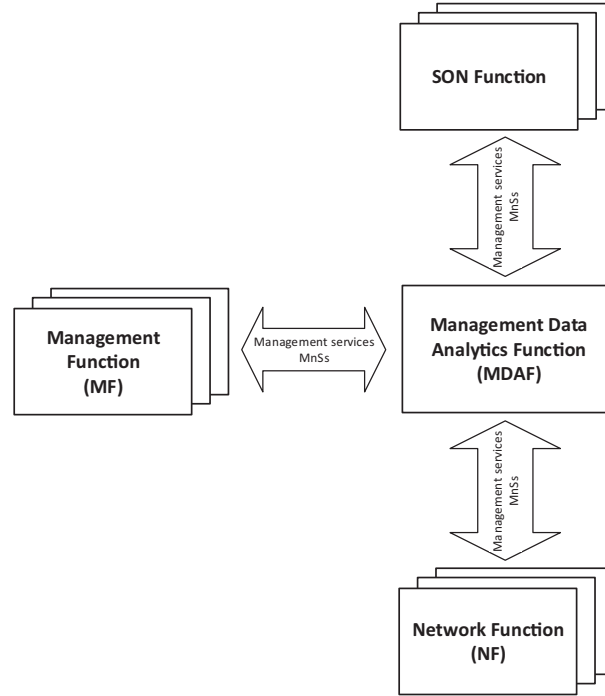 SON Function
Management services
MnSs
Management
Function
(MF)
Management services
MnSs
Management Data
Analytics Function
(MDAF)
Management services
MnSs
Network Function
(NF)